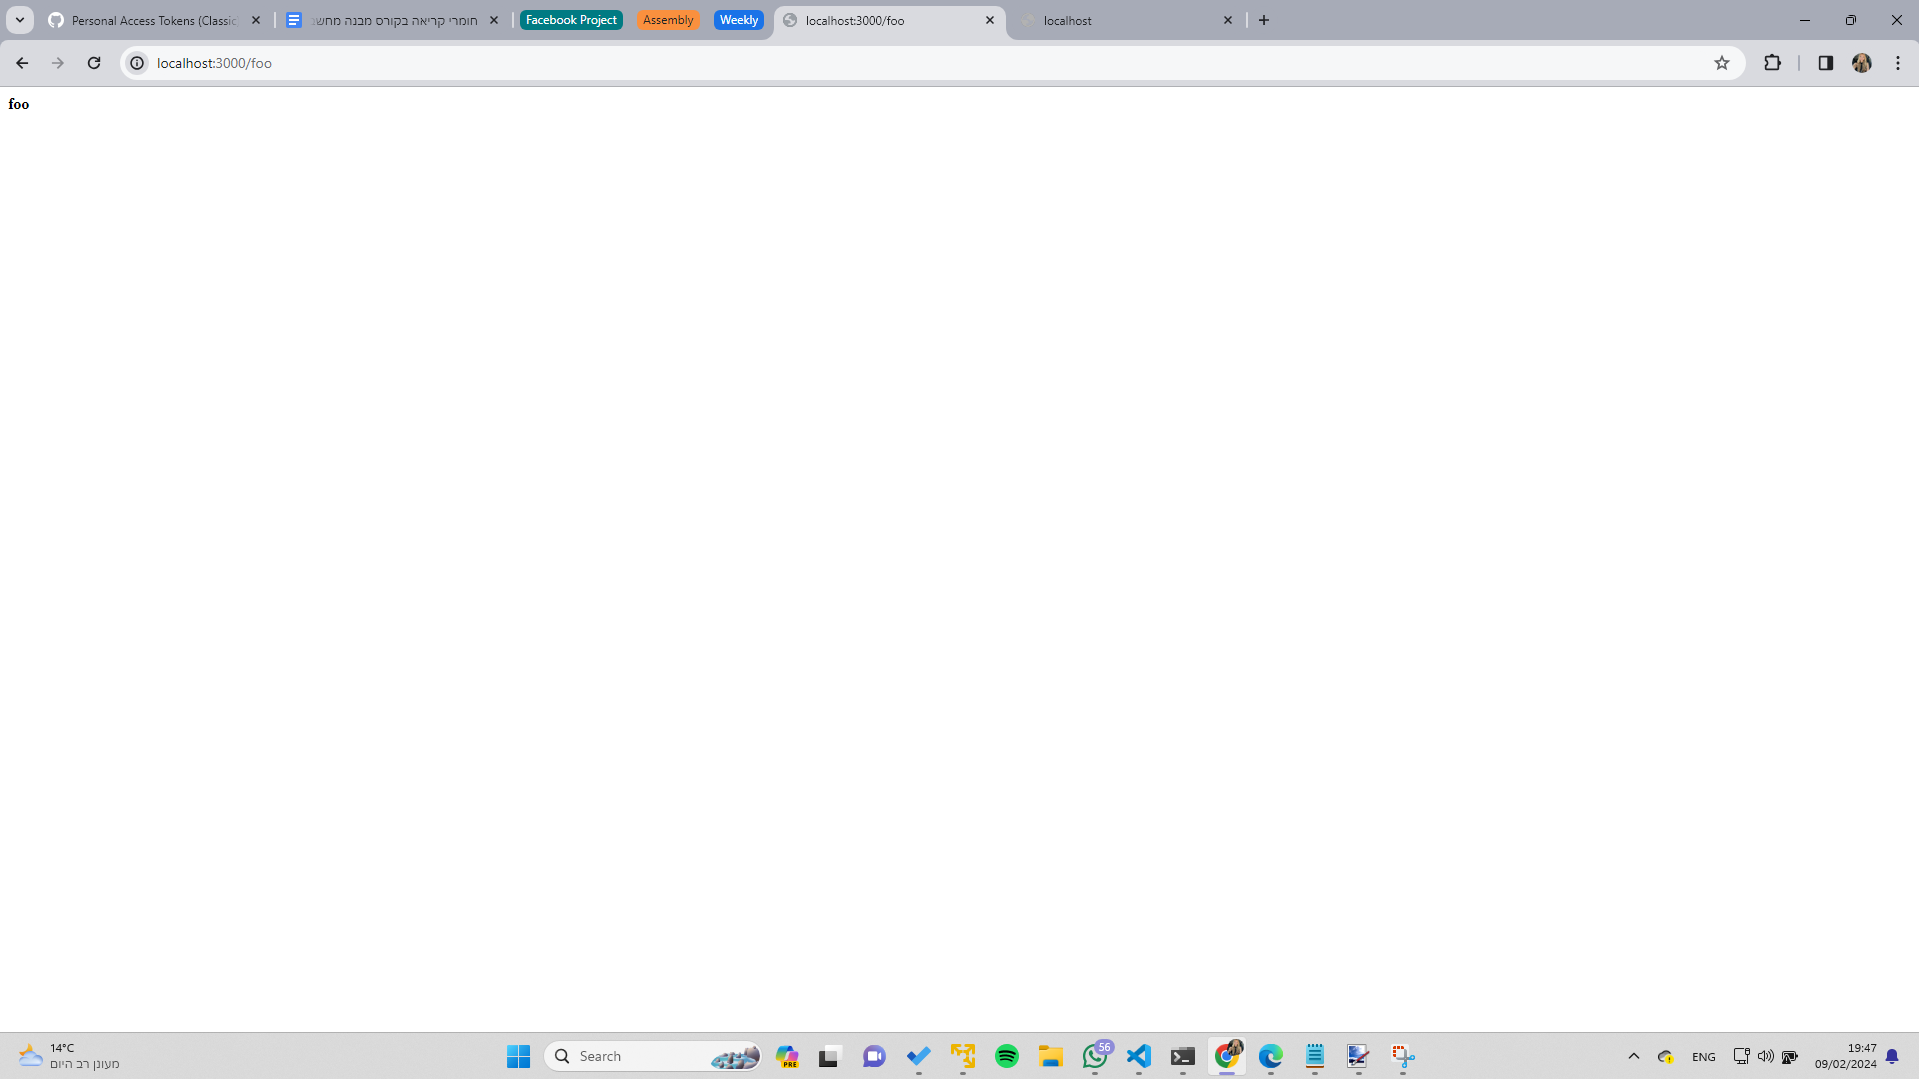 Personal Access Tokens (Classic
חומרי קריאה בקורס מבנה מחשב
Facebook Project
Assembly
Weekly
localhost:3000/foo
localhost
localhost:3000/foo
foo
14°C
מעונן רב היום
Search
PRE
56
ENG
19:47
09/02/2024